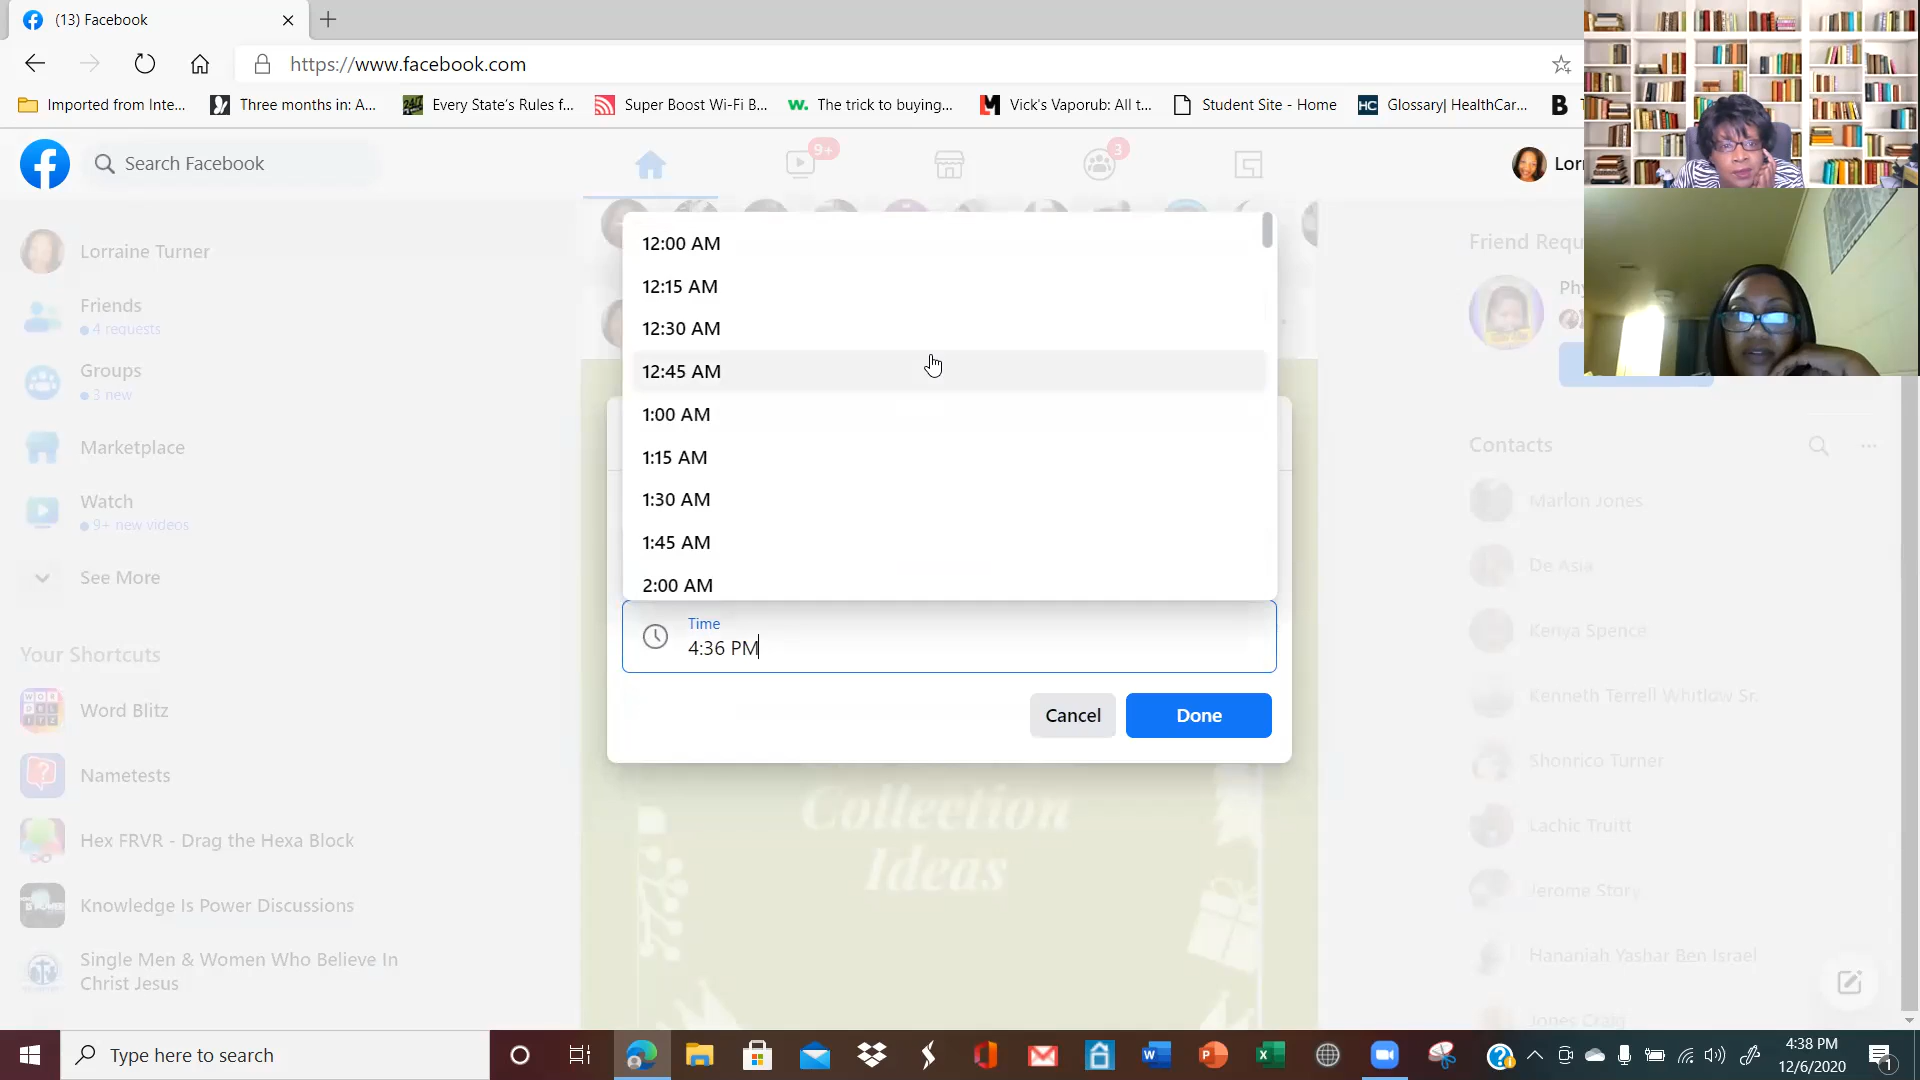 (13) Facebook
https://www.facebook.com
Imported from Inte...
Three months in: A...
Every State's Rules f...
Super Boost Wi-Fi B...
w. The trick to buying...
Vick's Vaporub: All t...
Student Site - Home
HC Glossary| HealthCar...
B
Search Facebook
9+
3
Lor
Lorraine Turner
Friends
4 requests
Groups
3 new
Marketplace
Watch
9+ new videos
See More
Your Shortcuts
Word Blitz
Nametests
Hex FRVR - Drag the Hexa Block
Knowledge Is Power Discussions
Single Men & Women Who Believe In
Christ Jesus
12:00 AM
12:15 AM
12:30 AM
12:45 AM
1:00 AM
1:15 AM
1:30 AM
1:45 AM
2:00 AM
Time
4:36 PM
Cancel
Done
Collection
Ideas
Friend Requ
Ph
Contacts
Marlon Jones
De Asia
Kenya Spence
Kenneth Terrell Whitlow Sr.
Shonrico Turner
Lachic Truitt
Jerome Story
Hananiah Yashar Ben Israel
Jones Craig
Type here to search
4:38 PM
12/6/2020
1